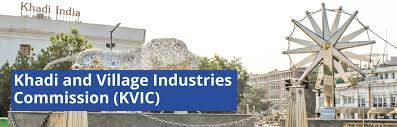 Khadi India
Khadi and Village Industries
Commission (KVIC)